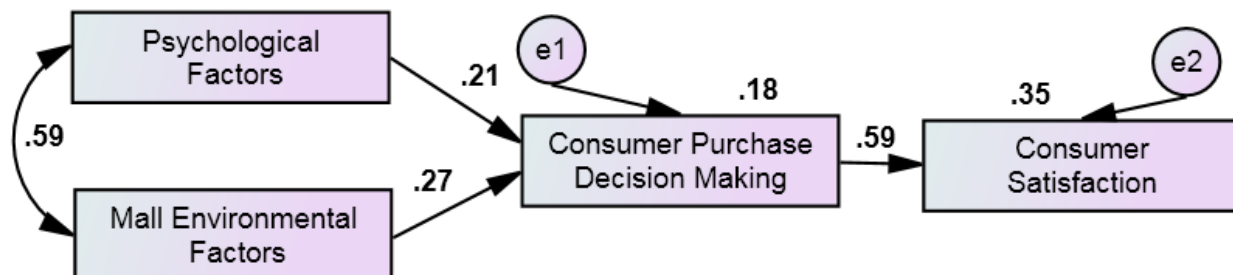 Psychological
Factors
e1
e2
.21
.18
.35
.59
Consumer Purchase
Decision Making
.59
Consumer
Satisfaction
.27
Mall Environmental
Factors